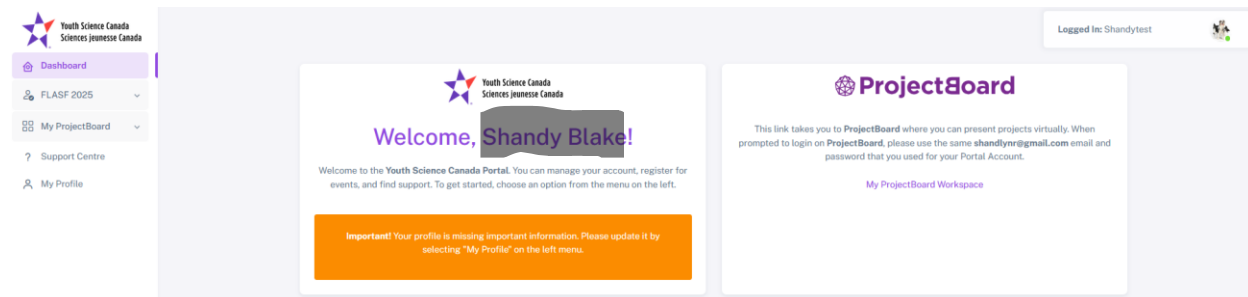 Youth Science Canada
Sciences jeunesse Canada
Dashboard
FLASF 2025
My ProjectBoard
? Support Centre
My Profile
Logged In: Shandytest
Youth Science Canada
Sciences jeunesse Canada
Welcome, Shandy Blake!
Welcome to the Youth Science Canada Portal. You can manage your account, register for
events, and find support. To get started, choose an option from the menu on the left.
Important! Your profile is missing important information. Please update it by
selecting "My Profile" on the left menu.
ProjectBoard
This link takes you to ProjectBoard where you can present projects virtually. When
prompted to login on ProjectBoard, please use the same shandlynr@gmail.com email and
password that you used for your Portal Account.
My ProjectBoard Workspace